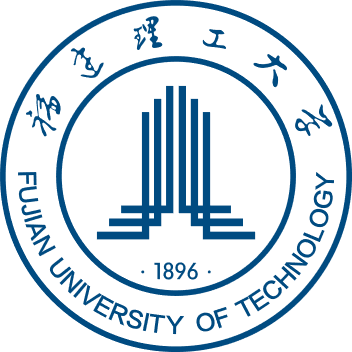 福建理工大学
·1896·
FUJIAN UNIVERSITY OF TECHNOLOGY